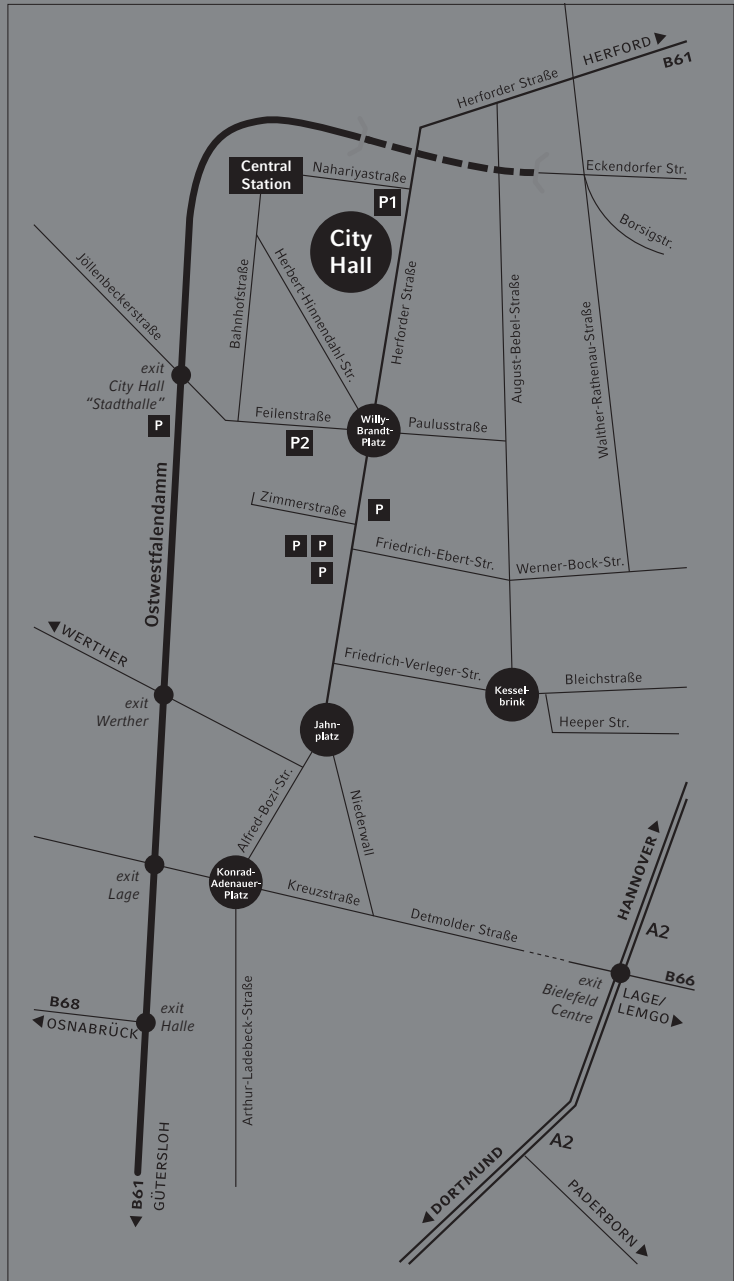 HERFORD
B61
Herforder Straße
Central
Station
Nahariyastraße
Eckendorfer Str.
P1
Borsigstr.
City
Hall
Jöllenbeckerstraße
Bahnhofstraße
Herbert-Hinnendahl-Str.
Herforder Straße
August-Bebel-Straße
Walther-Rathenau-Straße
exit
City Hall
“Stadthalle”
P
Feilenstraße
P2
Willy-
Brandt-
Platz
Paulusstraße
Ostwestfalendamm
Zimmerstraße
P
P P
P
Friedrich-Ebert-Str.
Werner-Bock-Str.
WERTHER
exit
Werther
Friedrich-Verleger-Str.
Kessel-
brink
Bleichstraße
Heeper Str.
Jahn-
platz
Alfred-Bozi-Str.
Niederwall
exit
Lage
Konrad-
Adenauer-
Platz
Kreuzstraße
Detmolder Straße
HANNOVER
A2
B66
exit
Bielefeld
Centre
LAGE/
LEMGO
B68
OSNABRÜCK
exit
Halle
Arthur-Ladebeck-Straße
B61
GÜTERSLOH
A2
DORTMUND
PADERBORN